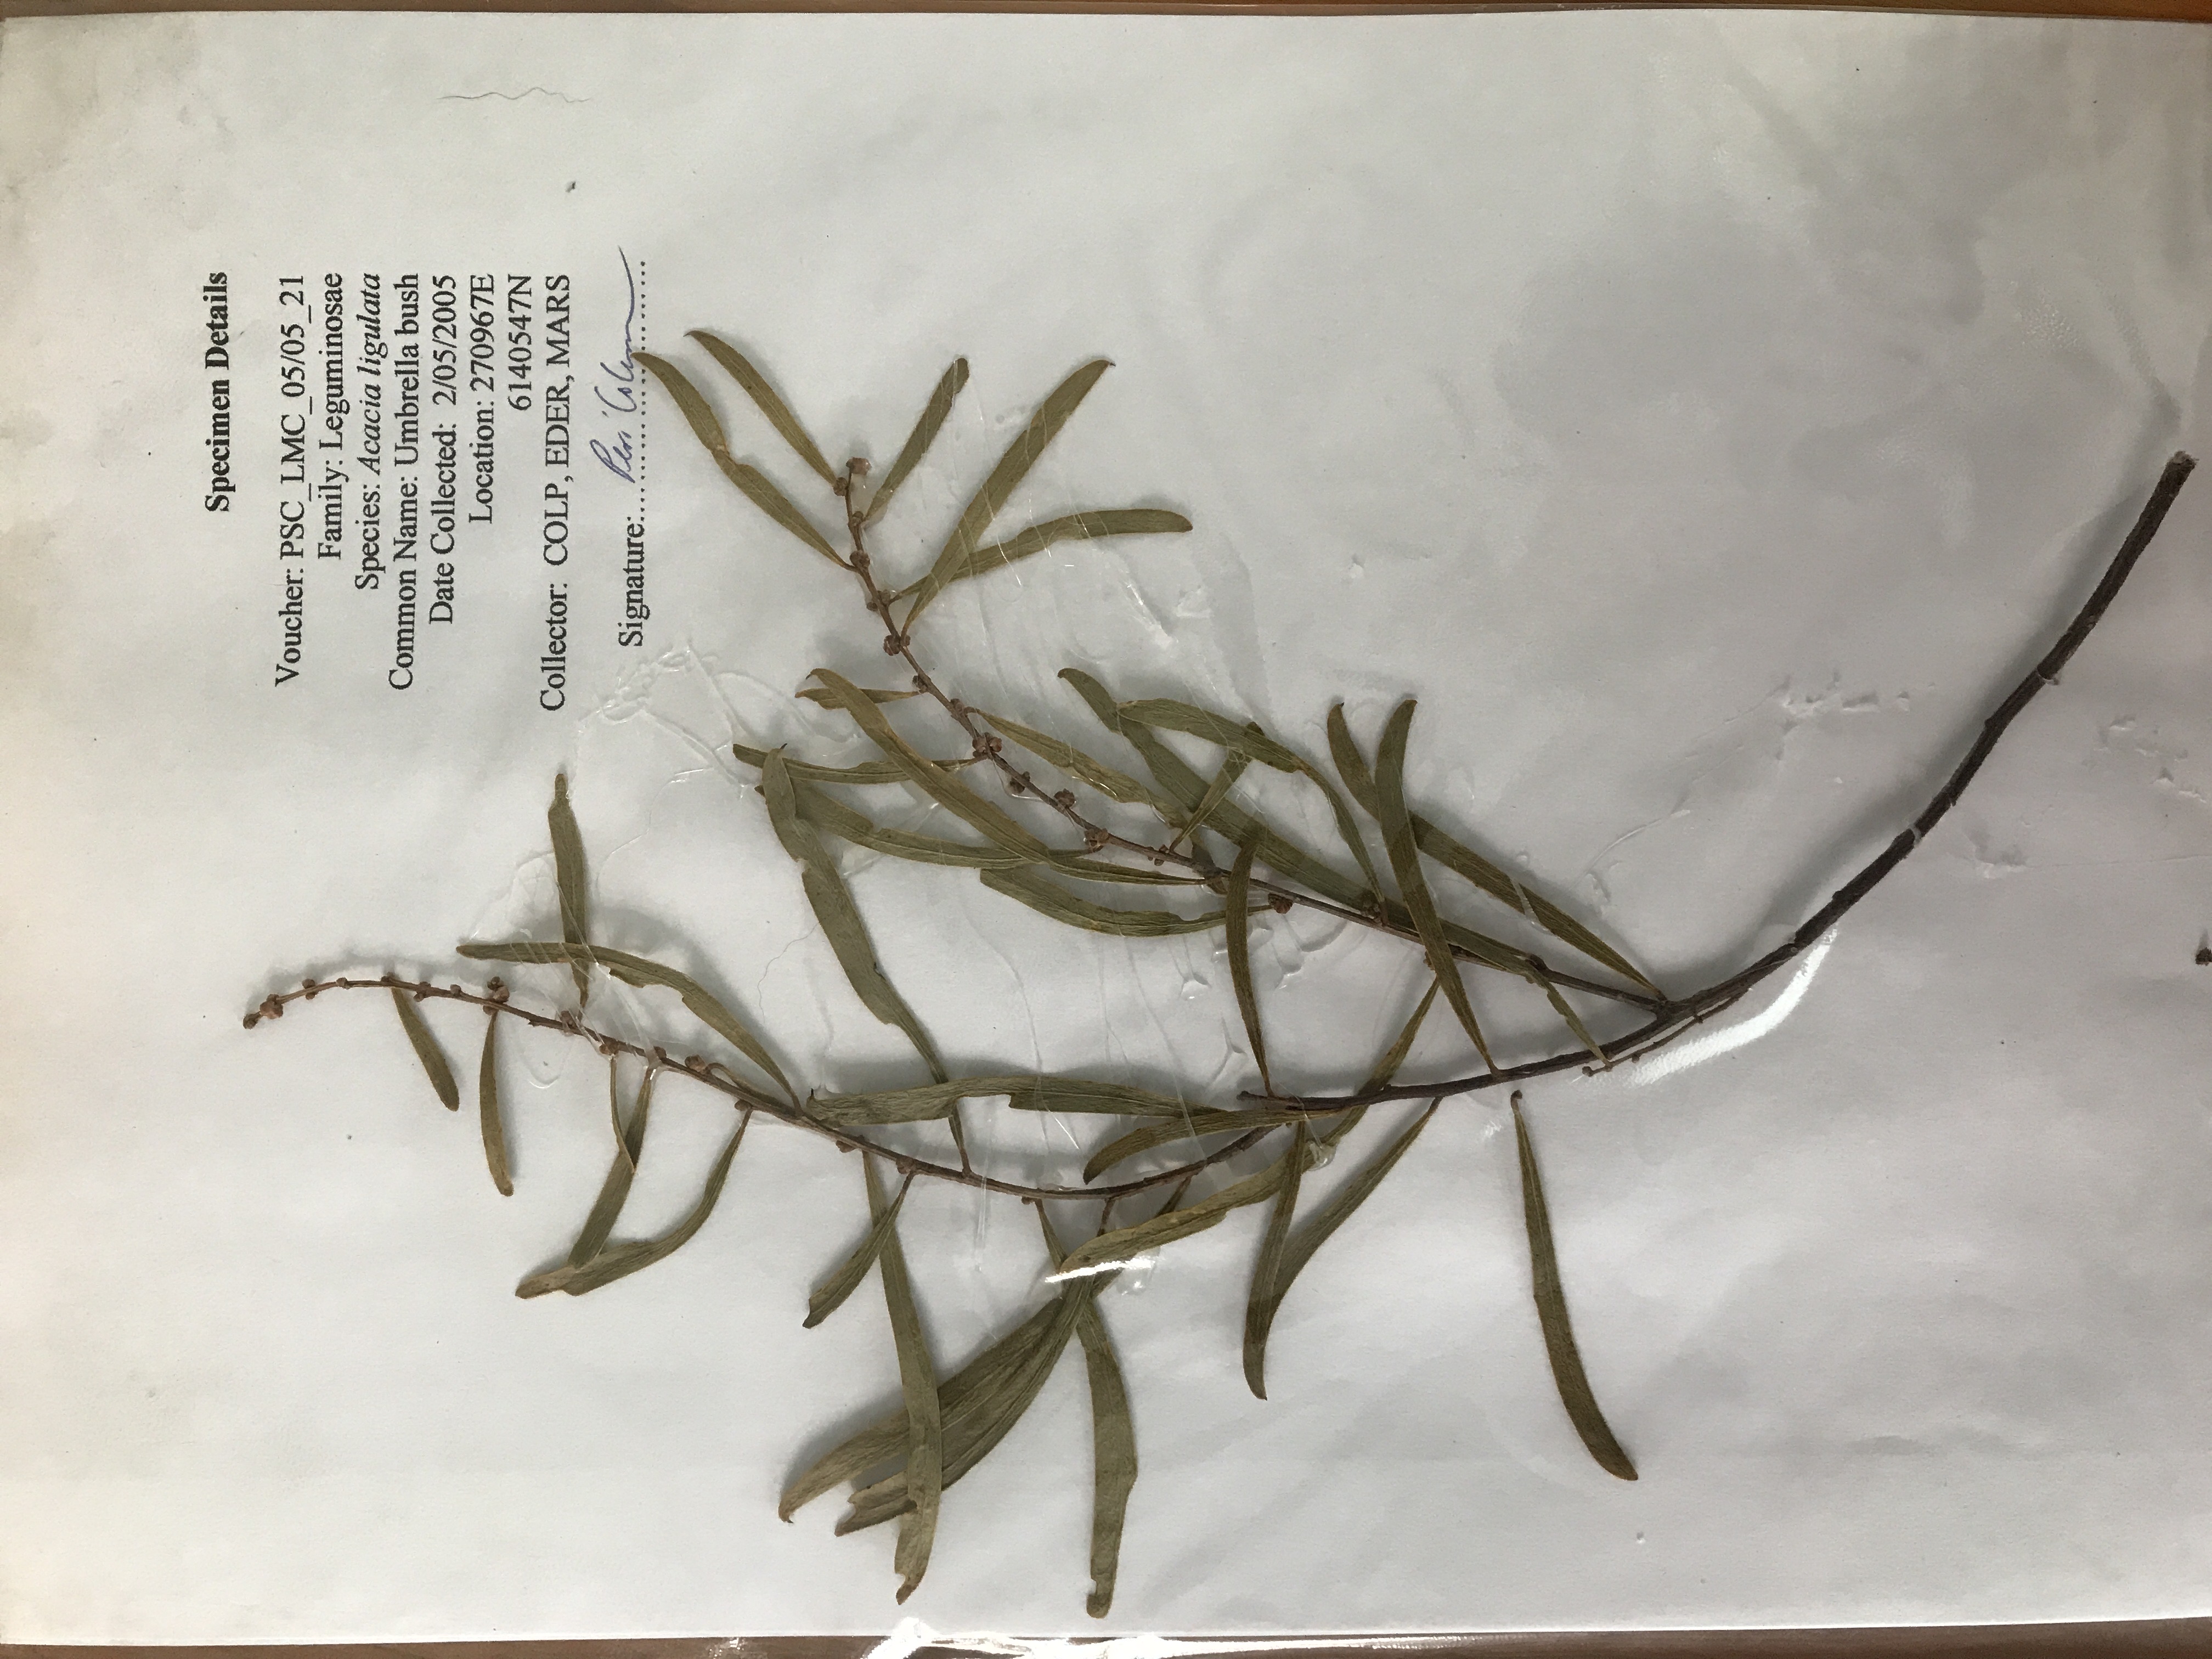 Specimen Details
Voucher: PSC_LMC_05/05_21
Family: Leguminosae
Species: Acacia ligulata
Common Name: Umbrella bush
Date Collected: 2/05/2005
Location: 270967E
6140547N
Collector: COLP, EDER, MARS
Signature: